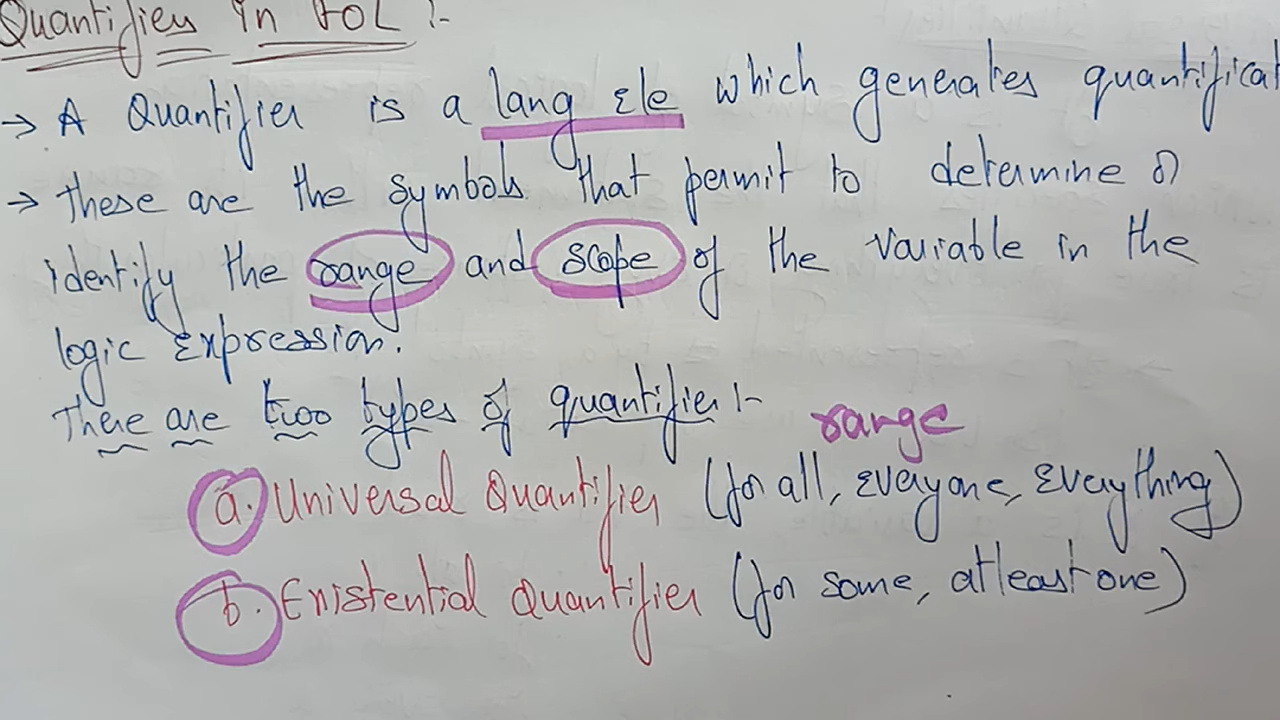 Quantifiers in FOL :-
→ A Quantifier is a lang Ele which generates quantificat
→ These are the symbols that permit to determine or
identify the range and scope of the variable in the
logic Expression.
There are two types of quantifier :-
range
a. Universal Quantifier (for all, Everyone, Everything)
b. Existential Quantifier (for some, atleast one)